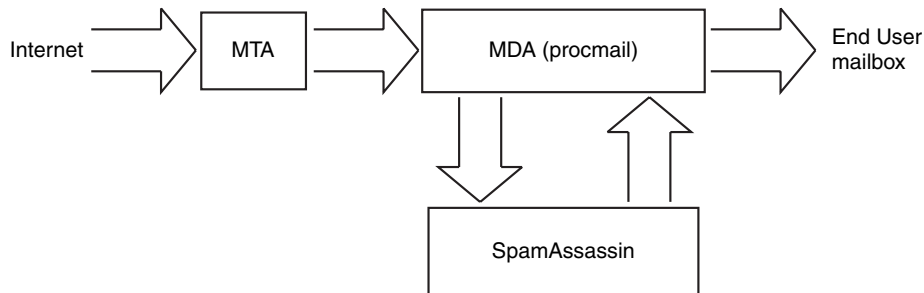 Internet
MTA
MDA (procmail)
End User
mailbox
SpamAssassin